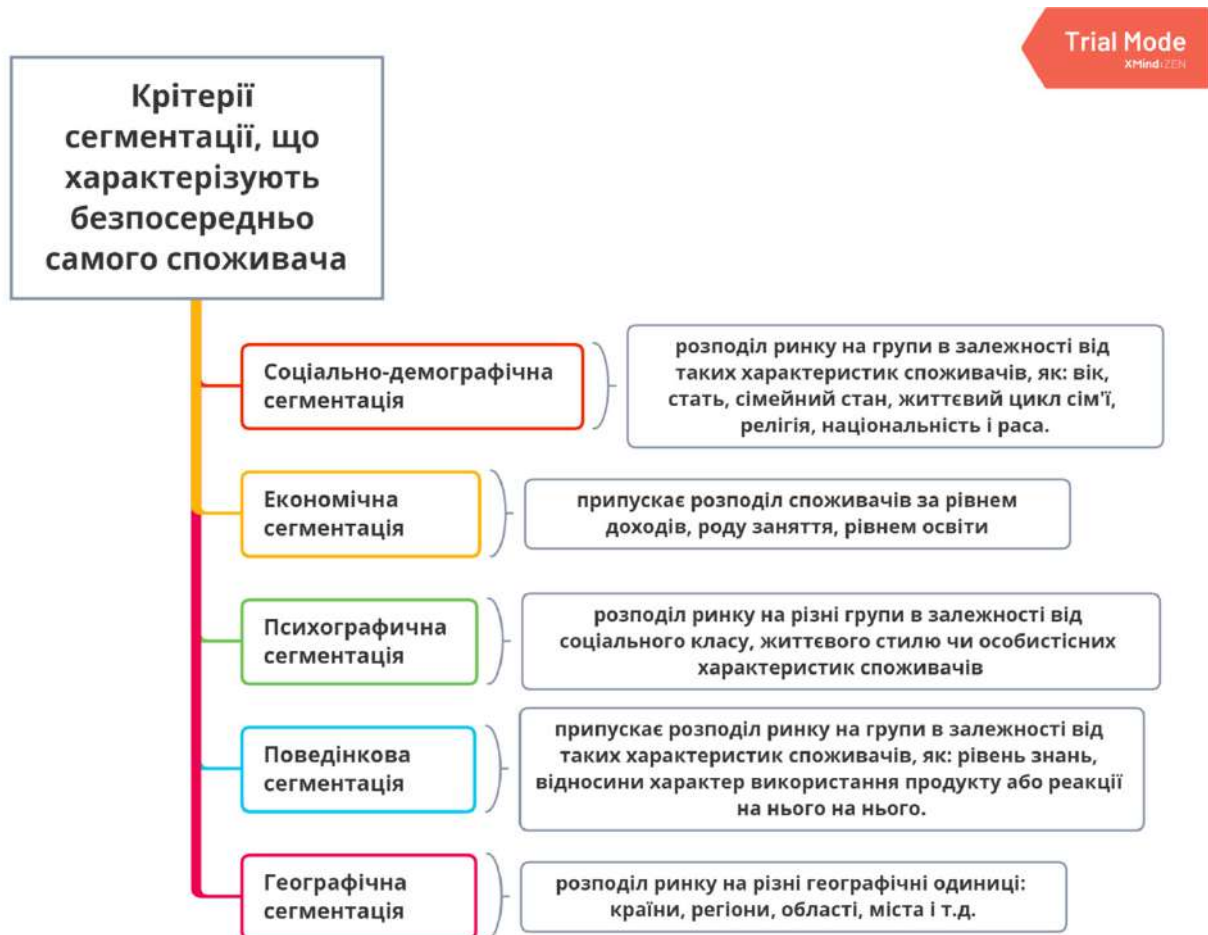 Trial Mode
XMind:ZEN
Крітерії
сегментації, що
характерізують
безпосередньо
самого споживача
Соціально-демографічна
сегментація
розподіл ринку на групи в залежності від
таких характеристик споживачів, як: вік,
стать, сімейний стан, життєвий цикл сім'ї,
релігія, національність і раса.
Економічна
сегментація
припускає розподіл споживачів за рівнем
доходів, роду заняття, рівнем освіти
Психографична
сегментація
розподіл ринку на різні групи в залежності від
соціального класу, життєвого стилю чи особистісних
характеристик споживачів
Поведінкова
сегментація
припускає розподіл ринку на групи в залежності від
таких характеристик споживачів, як: рівень знань,
відносини характер використання продукту або реакції
на нього на нього.
Географічна
сегментація
розподіл ринку на різні географічні одиниці:
країни, регіони, області, міста і т.д.